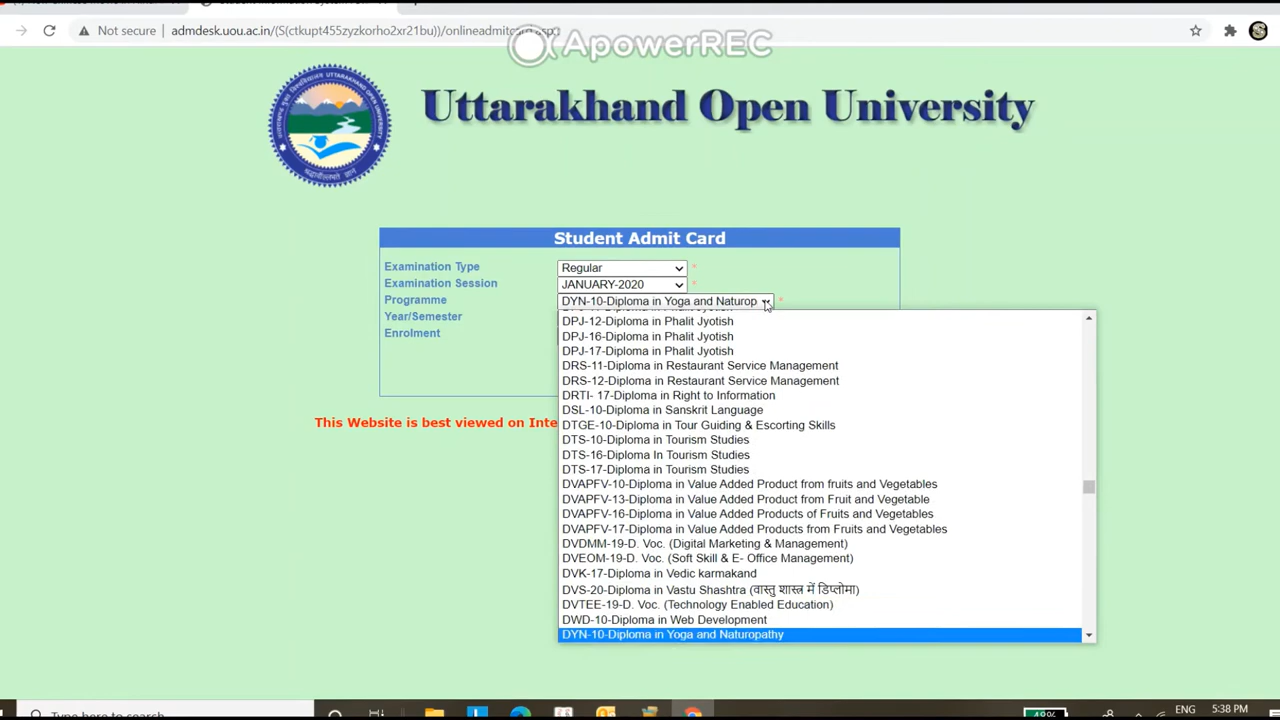 Not secure
admdesk.uou.ac.in/(S(ctkupt455zyzkorho2xr21bu))/onlineadmitcard.asp
ApowerREC
Uttarakhand Open University
Student Admit Card
Examination Type
Regular
*
Examination Session
JANUARY-2020
*
Programme
DYN-10-Diploma in Yoga and Naturop
*
Year/Semester
Enrolment
DPJ-12-Diploma in Phalit Jyotish
DPJ-16-Diploma in Phalit Jyotish
DPJ-17-Diploma in Phalit Jyotish
DRS-11-Diploma in Restaurant Service Management
DRS-12-Diploma in Restaurant Service Management
DRTI- 17-Diploma in Right to Information
DSL-10-Diploma in Sanskrit Language
DTGE-10-Diploma in Tour Guiding & Escorting Skills
DTS-10-Diploma in Tourism Studies
DTS-16-Diploma In Tourism Studies
DTS-17-Diploma in Tourism Studies
DVAPFV-10-Diploma in Value Added Product from fruits and Vegetables
DVAPFV-13-Diploma in Value Added Product from Fruit and Vegetable
DVAPFV-16-Diploma in Value Added Products of Fruits and Vegetables
DVAPFV-17-Diploma in Value Added Products from Fruits and Vegetables
DVDMM-19-D. Voc. (Digital Marketing & Management)
DVEOM-19-D. Voc. (Soft Skill & E- Office Management)
DVK-17-Diploma in Vedic karmakand
DVS-20-Diploma in Vastu Shashtra (वास्तु शास्त्र में डिप्लोमा)
DVTEE-19-D. Voc. (Technology Enabled Education)
DWD-10-Diploma in Web Development
DYN-10-Diploma in Yoga and Naturopathy
This Website is best viewed on Inte
Type here to search
48%
ENG
5:38 PM